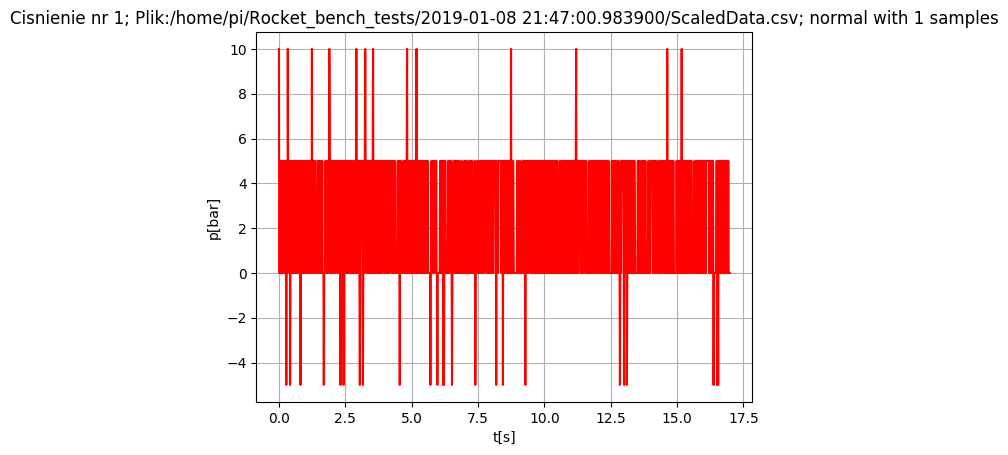 Cisnienie nr 1; Plik:/home/pi/Rocket_bench_tests/2019-01-08 21:47:00.983900/ScaledData.csv; normal with 1 samples
10
8
6
4
2
0
−2
−4
p[bar]
0.0 2.5 5.0 7.5 10.0 12.5 15.0 17.5
t[s]